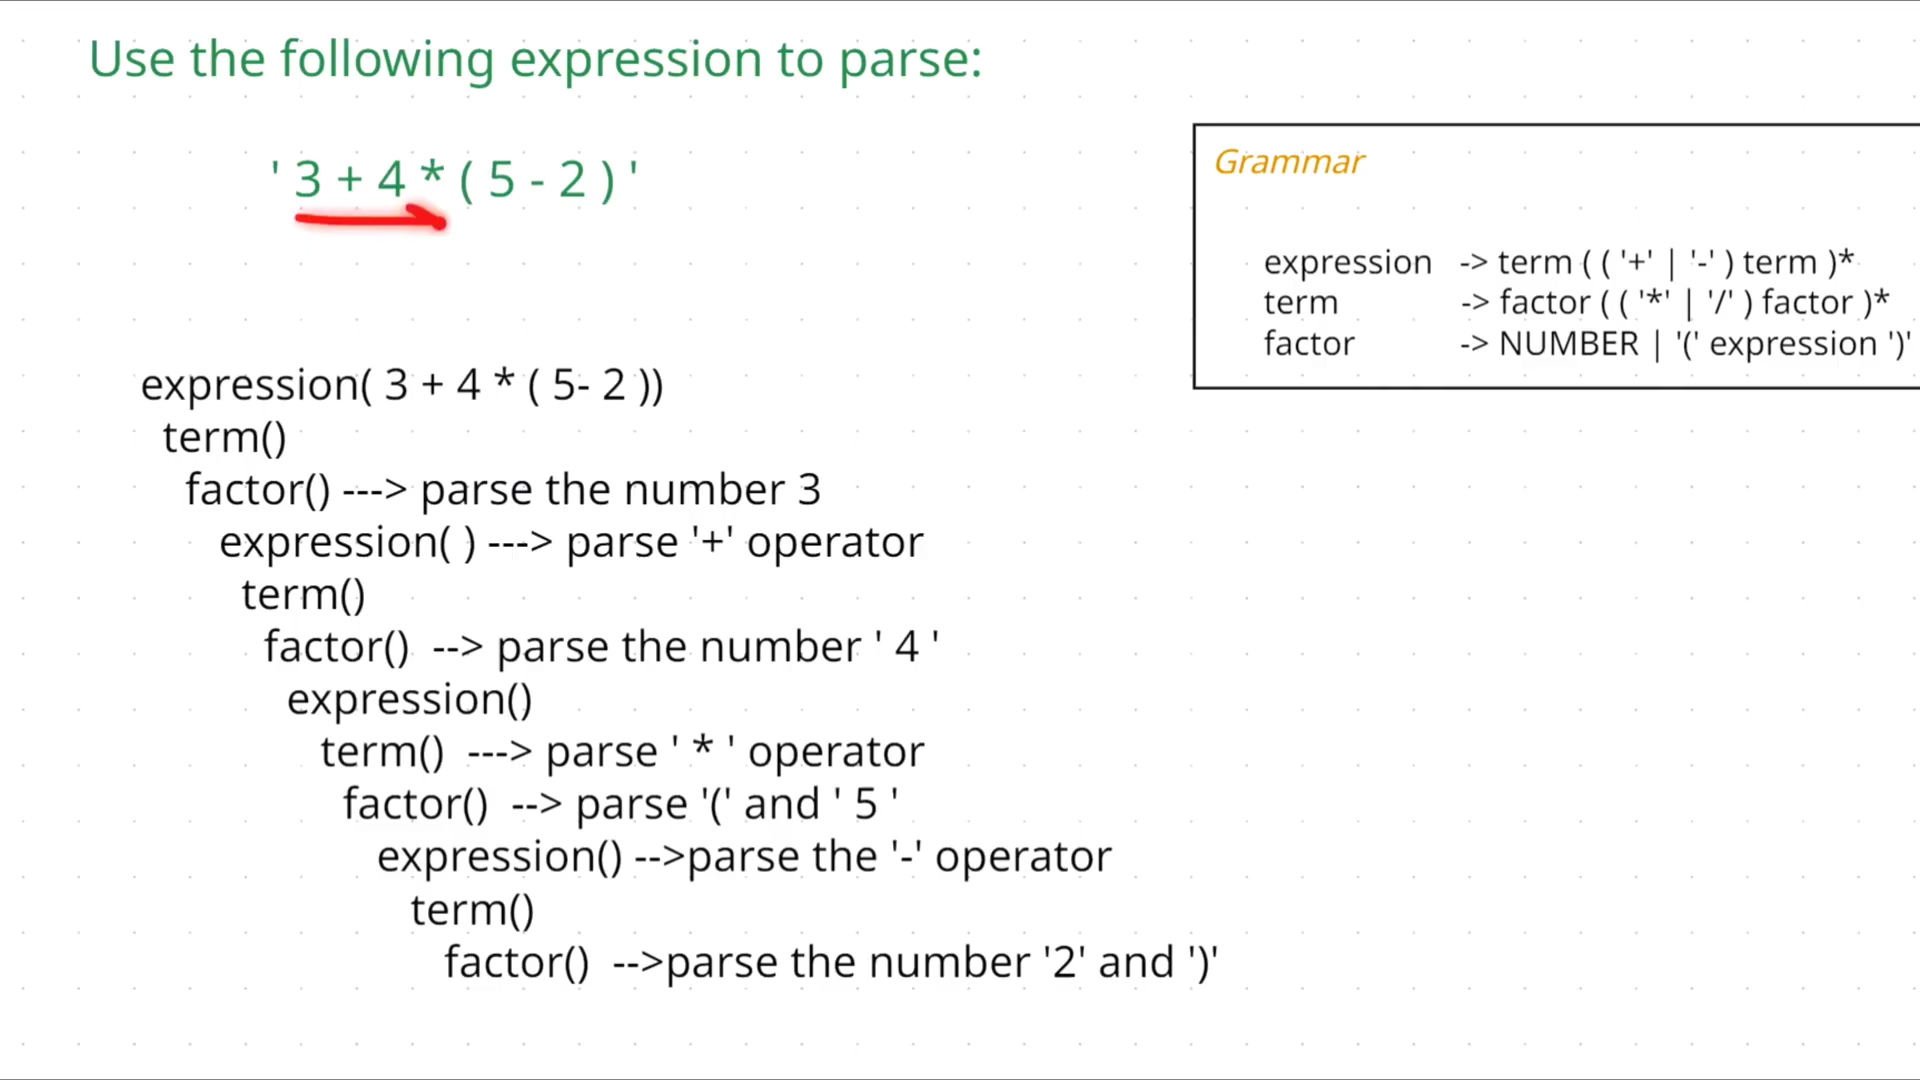 Use the following expression to parse:
' 3 + 4 * ( 5 - 2 ) '
Grammar
expression -> term ( ( '+' | '-' ) term )*
term -> factor ( ( '*' | '/' ) factor )*
factor -> NUMBER | '(' expression ')'
expression( 3 + 4 * ( 5- 2 ))
term()
factor() ---> parse the number 3
expression( ) ---> parse '+' operator
term()
factor() --> parse the number ' 4 '
expression()
term() ---> parse ' * ' operator
factor() --> parse '(' and ' 5 '
expression() -->parse the '-' operator
term()
factor() -->parse the number '2' and ')'